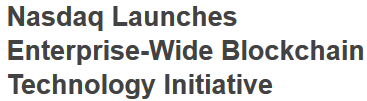 Nasdaq Launches
Enterprise-Wide Blockchain
Technology Initiative